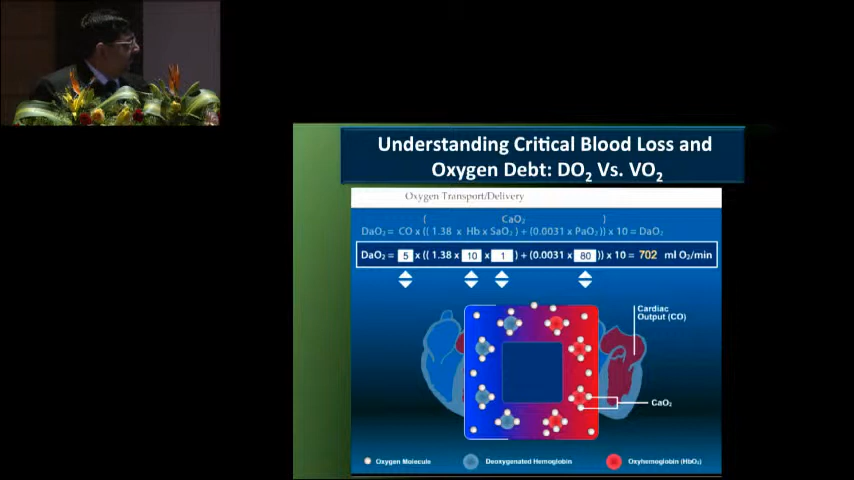 Understanding Critical Blood Loss and
Oxygen Debt: DO₂ Vs. VO₂
Oxygen Transport/Delivery
( CaO₂ )
DaO₂ = CO x (( 1.38 x Hb x SaO₂ ) + (0.0031 x PaO₂ )) x 10 = DaO₂
DaO₂ = 5 x (( 1.38 x 10 x 1 ) + (0.0031 x 80 )) x 10 = 702 ml O₂/min
Cardiac
Output (CO)
CaO₂
Oxygen Molecule Deoxygenated Hemoglobin Oxyhemoglobin (HbO₂)